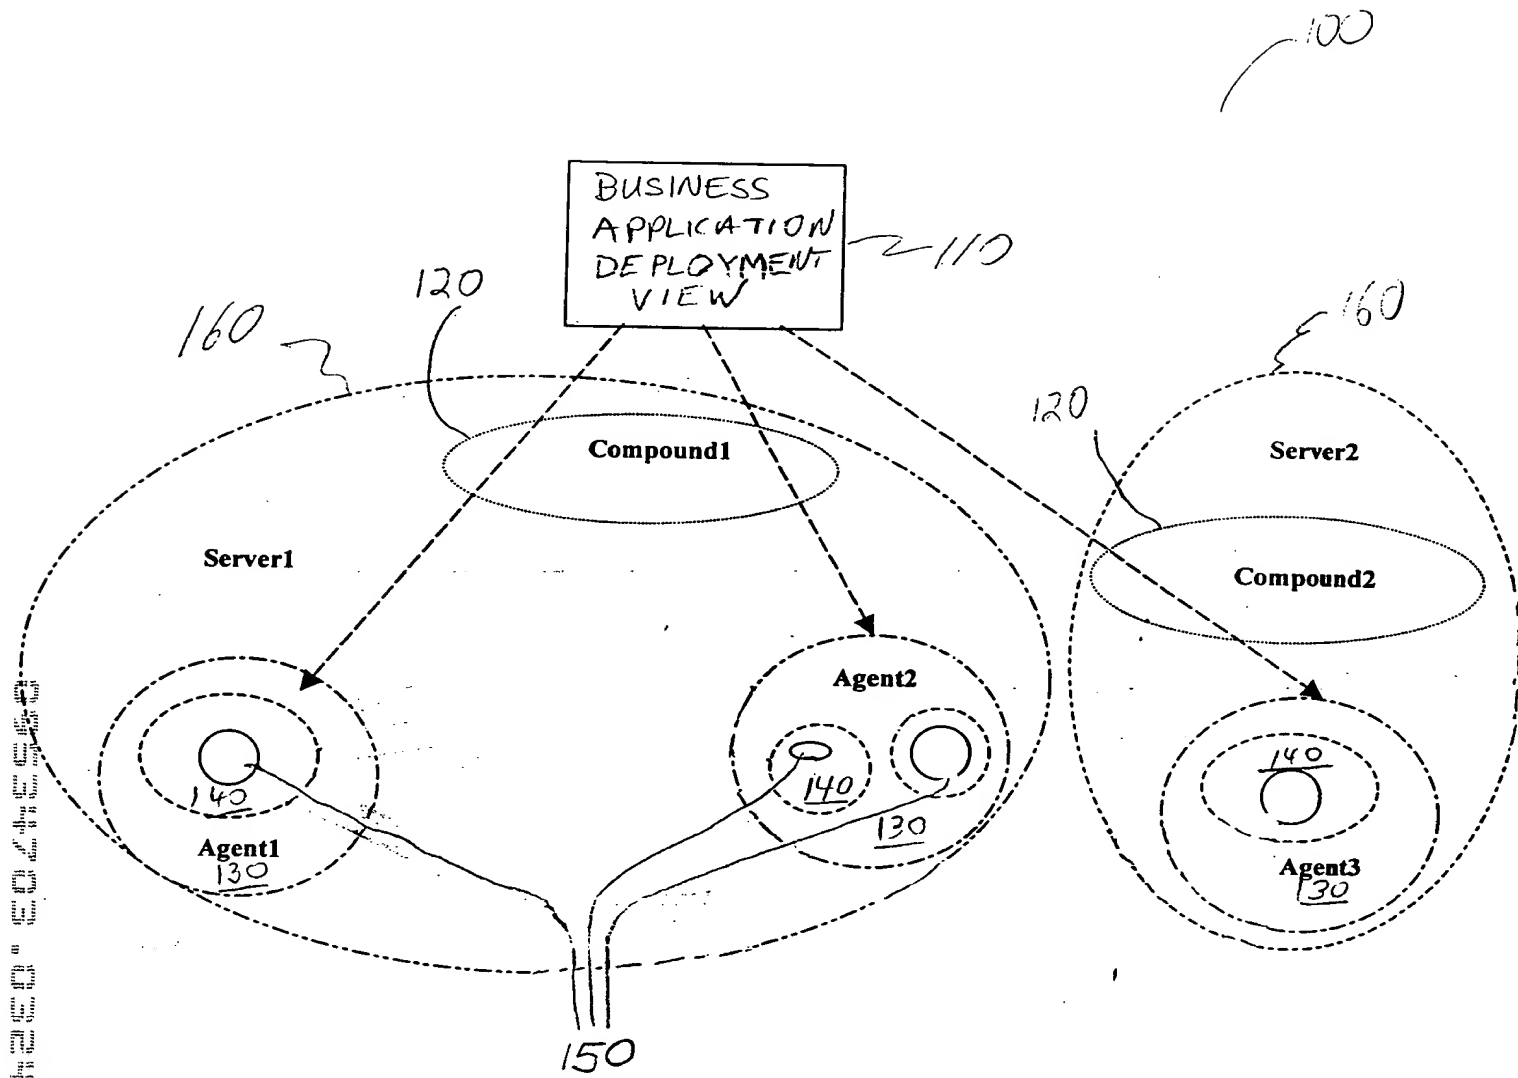 100
BUSINESS
APPLICATION
DEPLOYMENT
VIEW
110
120
160
160
120
Compound1
Server2
Server1
Compound2
Agent2
140
140
140
130
Agent1
130
Agent3
130
150